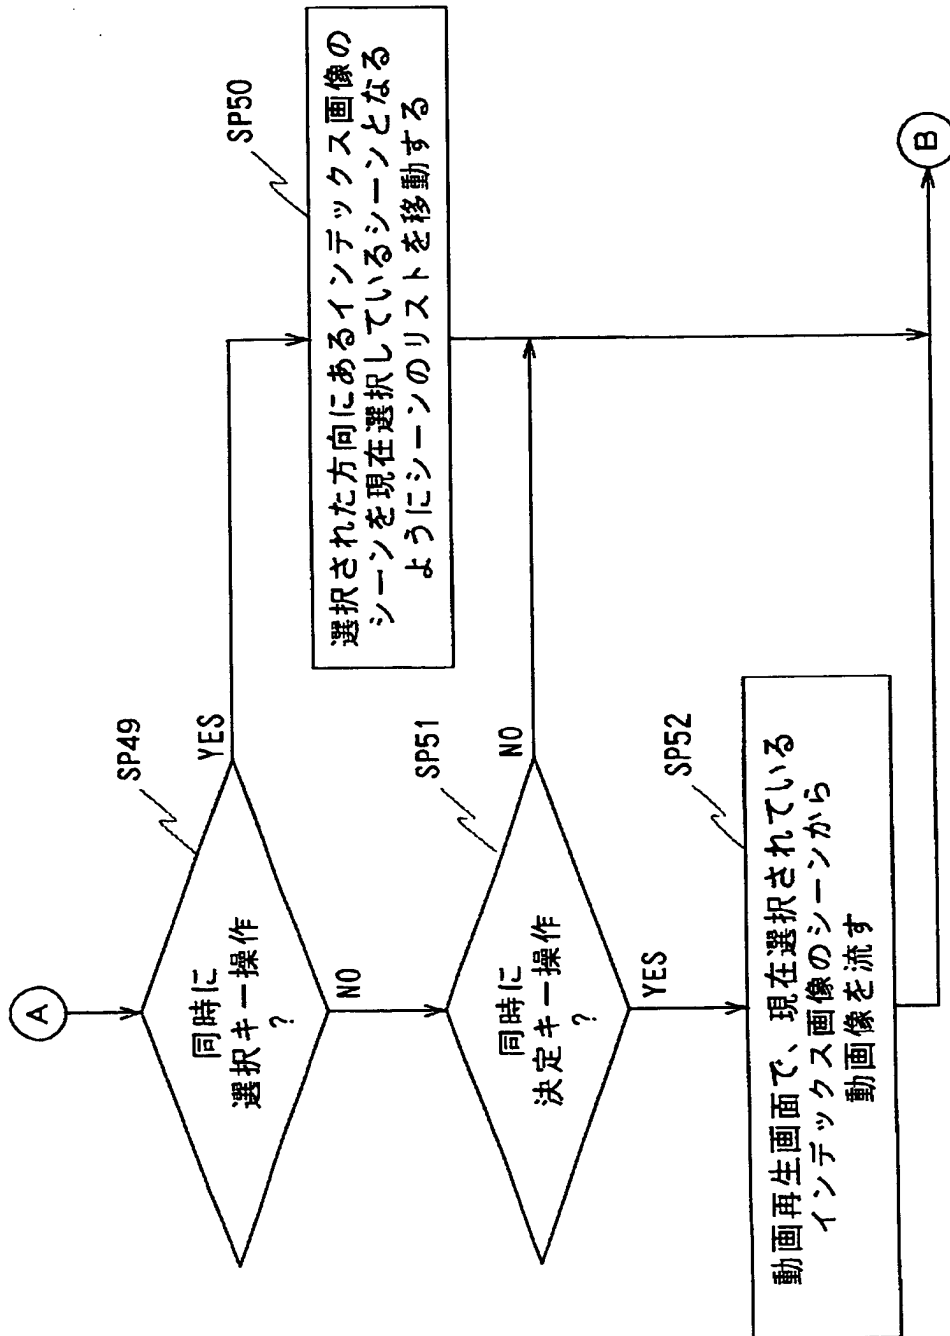 A
SP49
同時に
選択キー操作
?
YES
NO
SP50
選択された方向にあるインデックス画像の
シーンを現在選択しているシーンとなる
ようにシーンのリストを移動する
SP51
同時に
決定キー操作
?
NO
YES
SP52
動画再生画面で、現在選択されている
インデックス画像のシーンから
動画像を流す
B